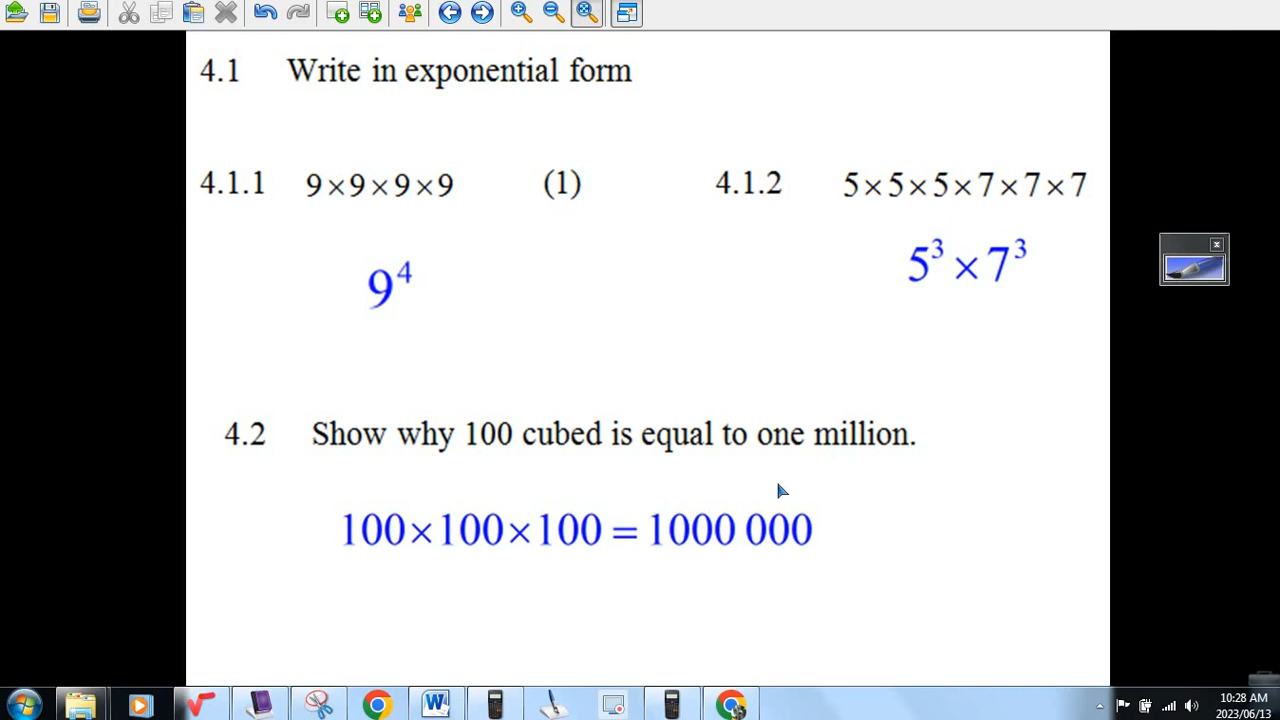 4.1 Write in exponential form
4.1.1 9×9×9×9 (1) 4.1.2 5×5×5×7×7×7
9⁴ 5³×7³
4.2 Show why 100 cubed is equal to one million.
100×100×100 = 1000 000
10:28 AM
2023/06/13